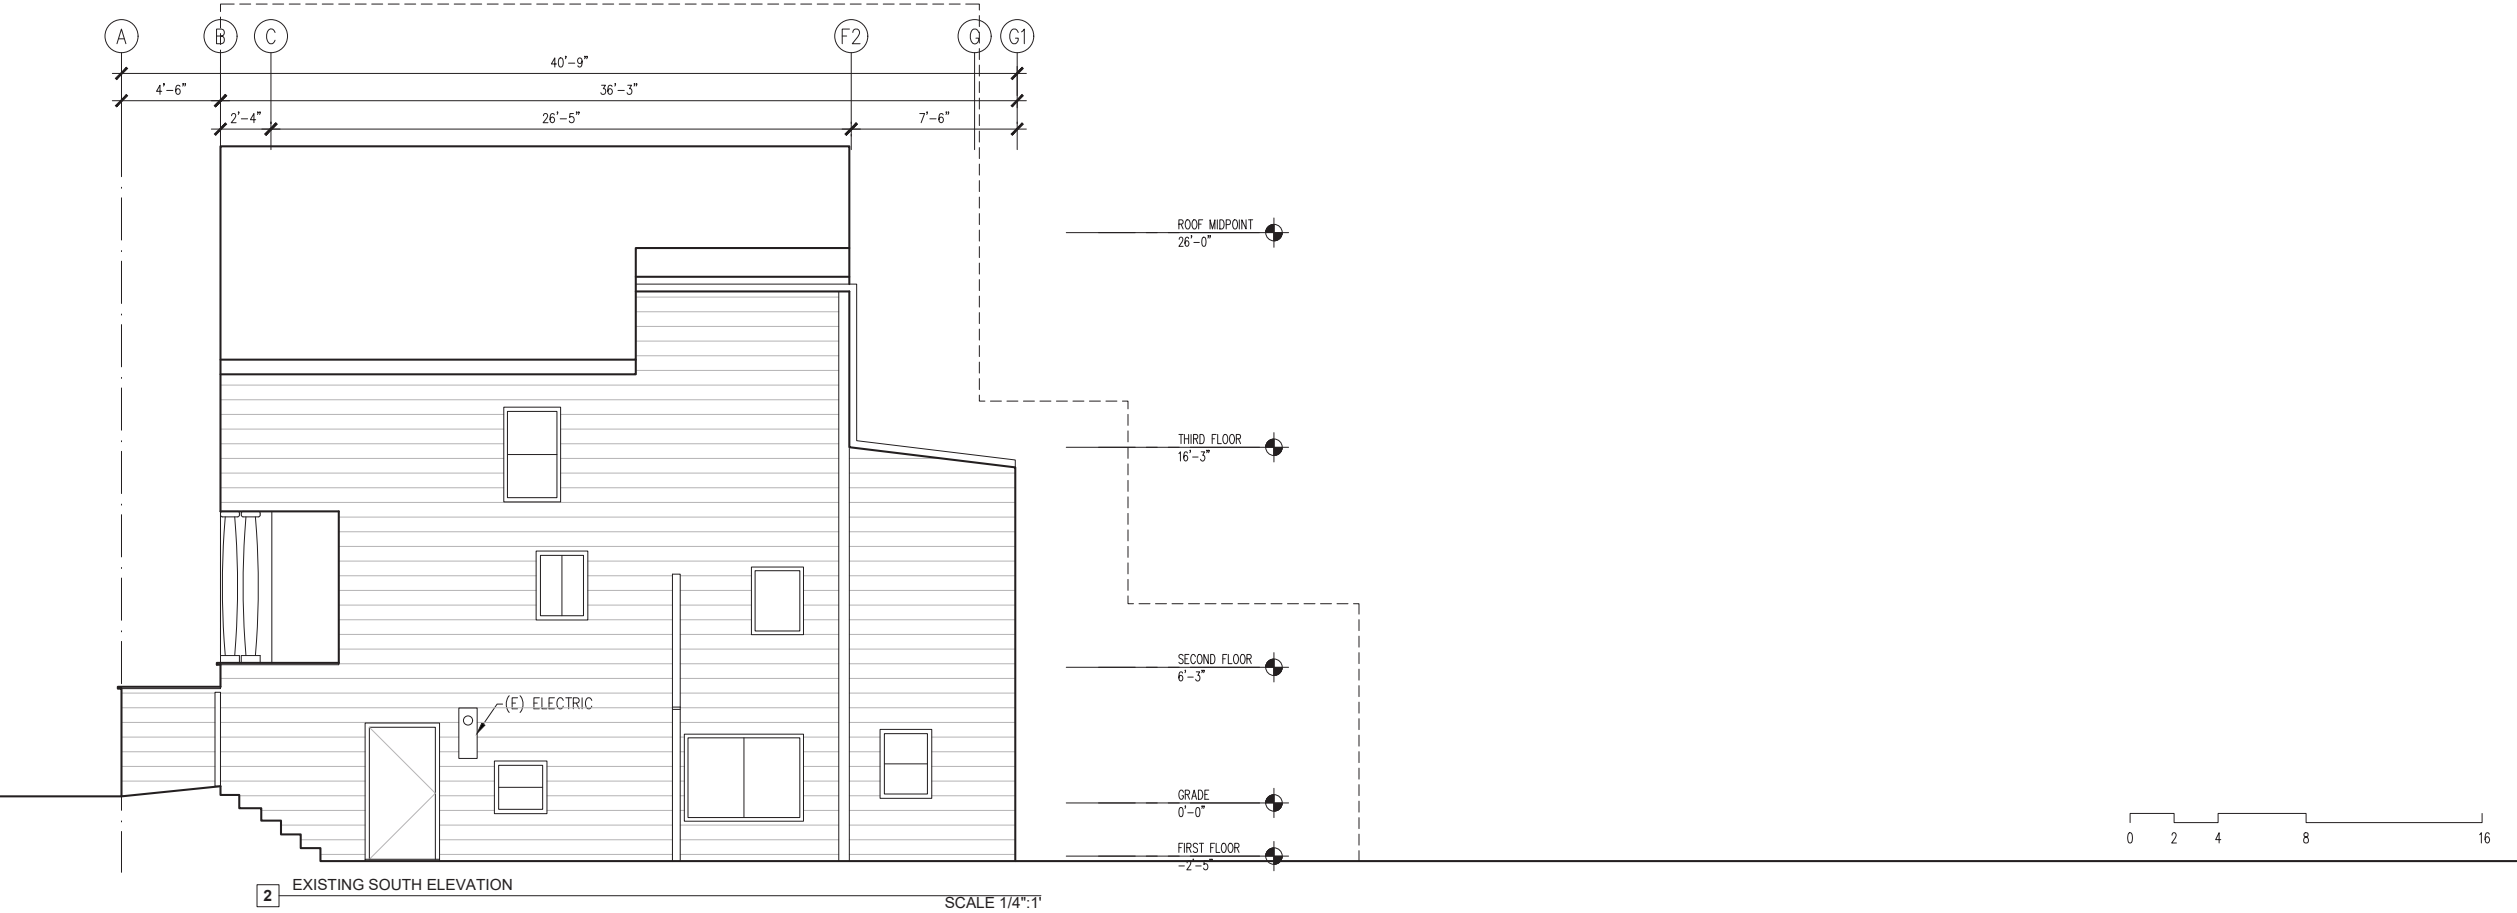 A B C F2 G G1
40'-9"
4'-6" 36'-3"
2'-4" 26'-5" 7'-6"
ROOF MIDPOINT
26'-0"
THIRD FLOOR
16'-3"
SECOND FLOOR
6'-3"
(E) ELECTRIC
GRADE
0'-0"
FIRST FLOOR
-2'-5"
0 2 4 8 16
2 EXISTING SOUTH ELEVATION
SCALE 1/4":1'